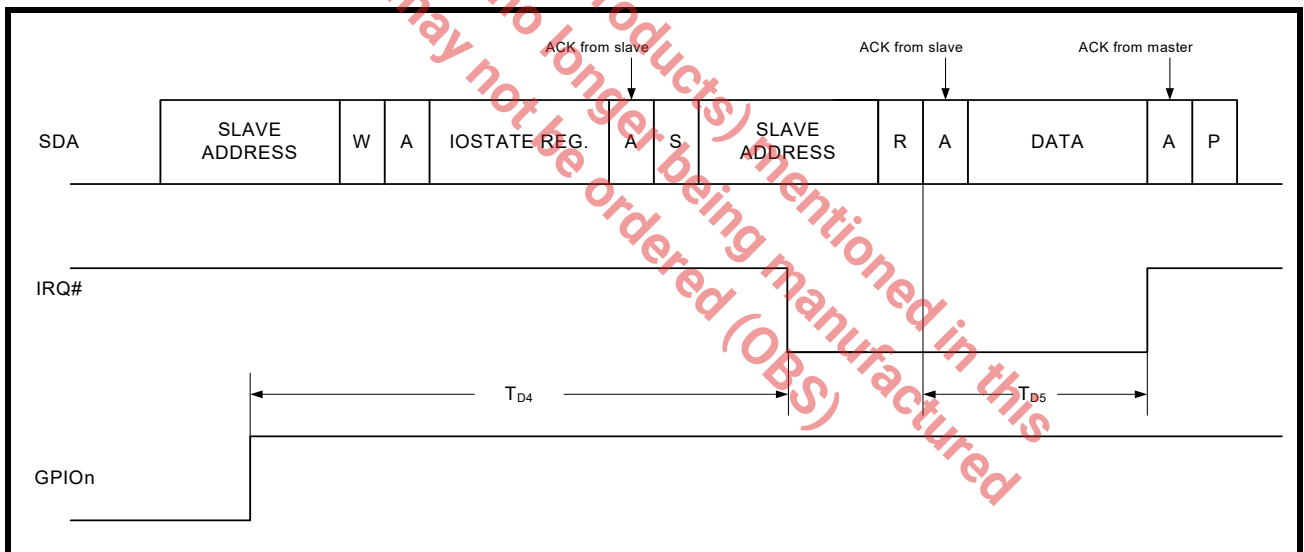 ACK from slave
ACK from slave
ACK from master
SDA
SLAVE
ADDRESS
W
A
IOSTATE REG.
A
S
SLAVE
ADDRESS
R
A
DATA
A
P
IRQ#
TD4
TD5
GPIOn
products) mentioned in this
no longer being manufactured
may not be ordered (OBS)